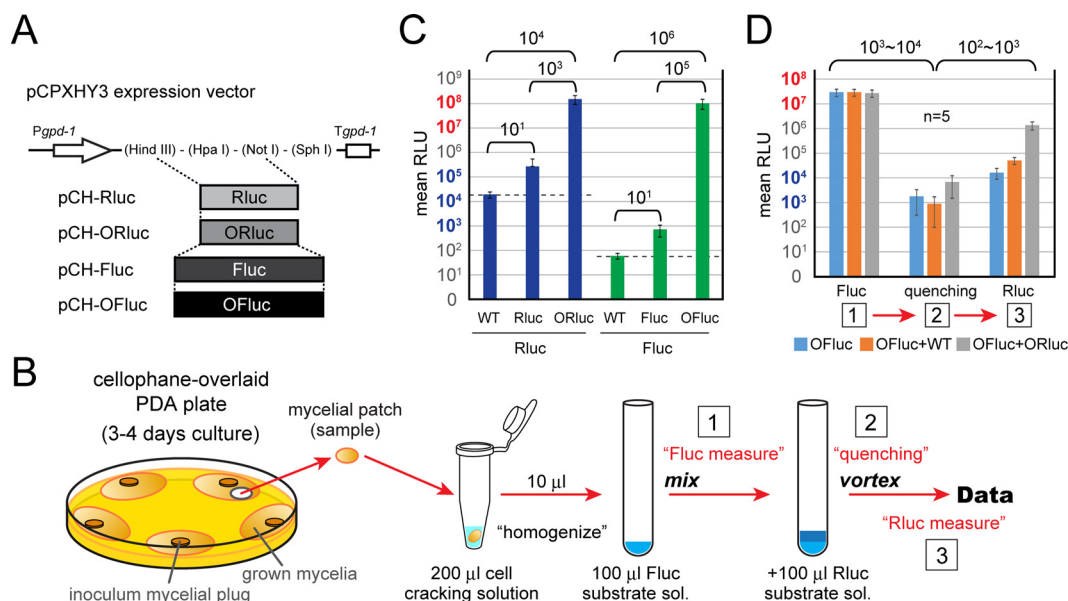 A
pCPXHY3 expression vector
Pgpd-1
(Hind III) - (Hpa I) - (Not I) - (Sph I)
Tgpd-1
pCH-Rluc
Rluc
pCH-ORluc
ORluc
pCH-Fluc
Fluc
pCH-OFluc
OFluc
C
10⁴
10⁶
10³
10⁵
10¹
10¹
mean RLU
10⁹
10⁸
10⁷
10⁶
10⁵
10⁴
10³
10²
10¹
0
WT Rluc ORluc WT Fluc OFluc
Rluc Fluc
D
10³~10⁴ 10²~10³
n=5
mean RLU
10⁸
10⁷
10⁶
10⁵
10⁴
10³
10²
10¹
0
Fluc quenching Rluc
1 2 3
OFluc OFluc+WT OFluc+ORluc
B
cellophane-overlaid
PDA plate
(3-4 days culture)
mycelial patch
(sample)
grown mycelia
inoculum mycelial plug
10 µl
"homogenize"
200 µl cell
cracking solution
1
"Fluc measure"
mix
100 µl Fluc
substrate sol.
2
"quenching"
vortex
+100 µl Rluc
substrate sol.
Data
"Rluc measure"
3